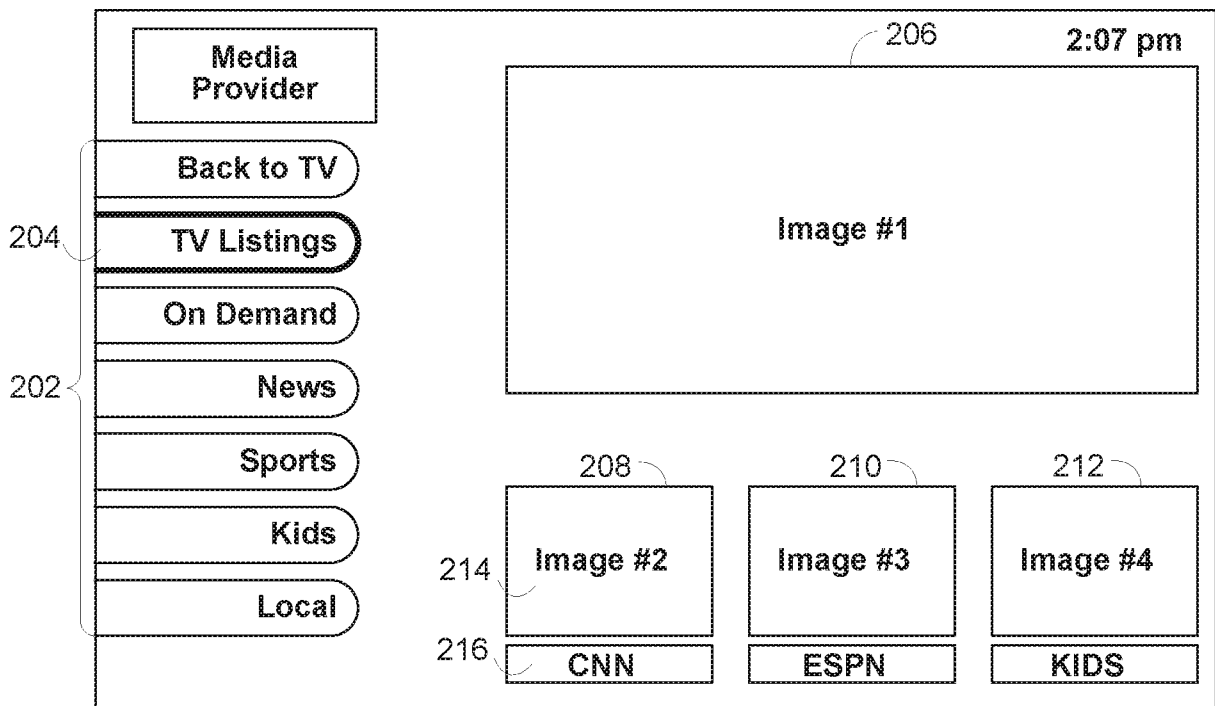 206
2:07 pm
Media
Provider
Back to TV
204
TV Listings
Image #1
On Demand
202
News
Sports
208
210
212
Kids
214
Image #2
Image #3
Image #4
Local
216
CNN
ESPN
KIDS